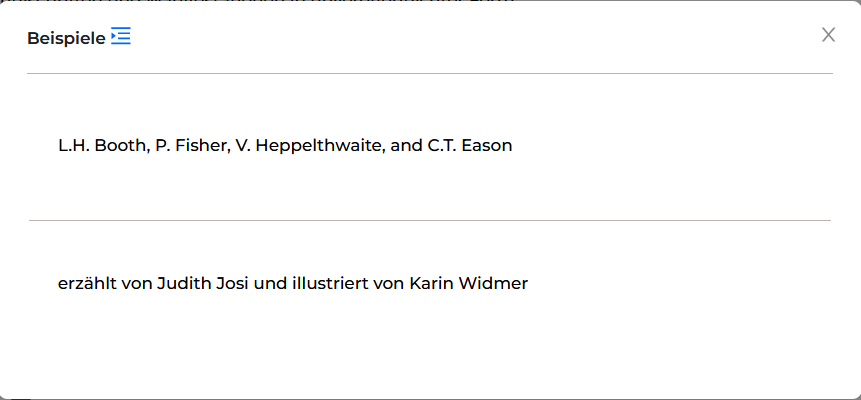 Beispiele
L.H. Booth, P. Fisher, V. Heppelthwaite, and C.T. Eason
erzählt von Judith Josi und illustriert von Karin Widmer